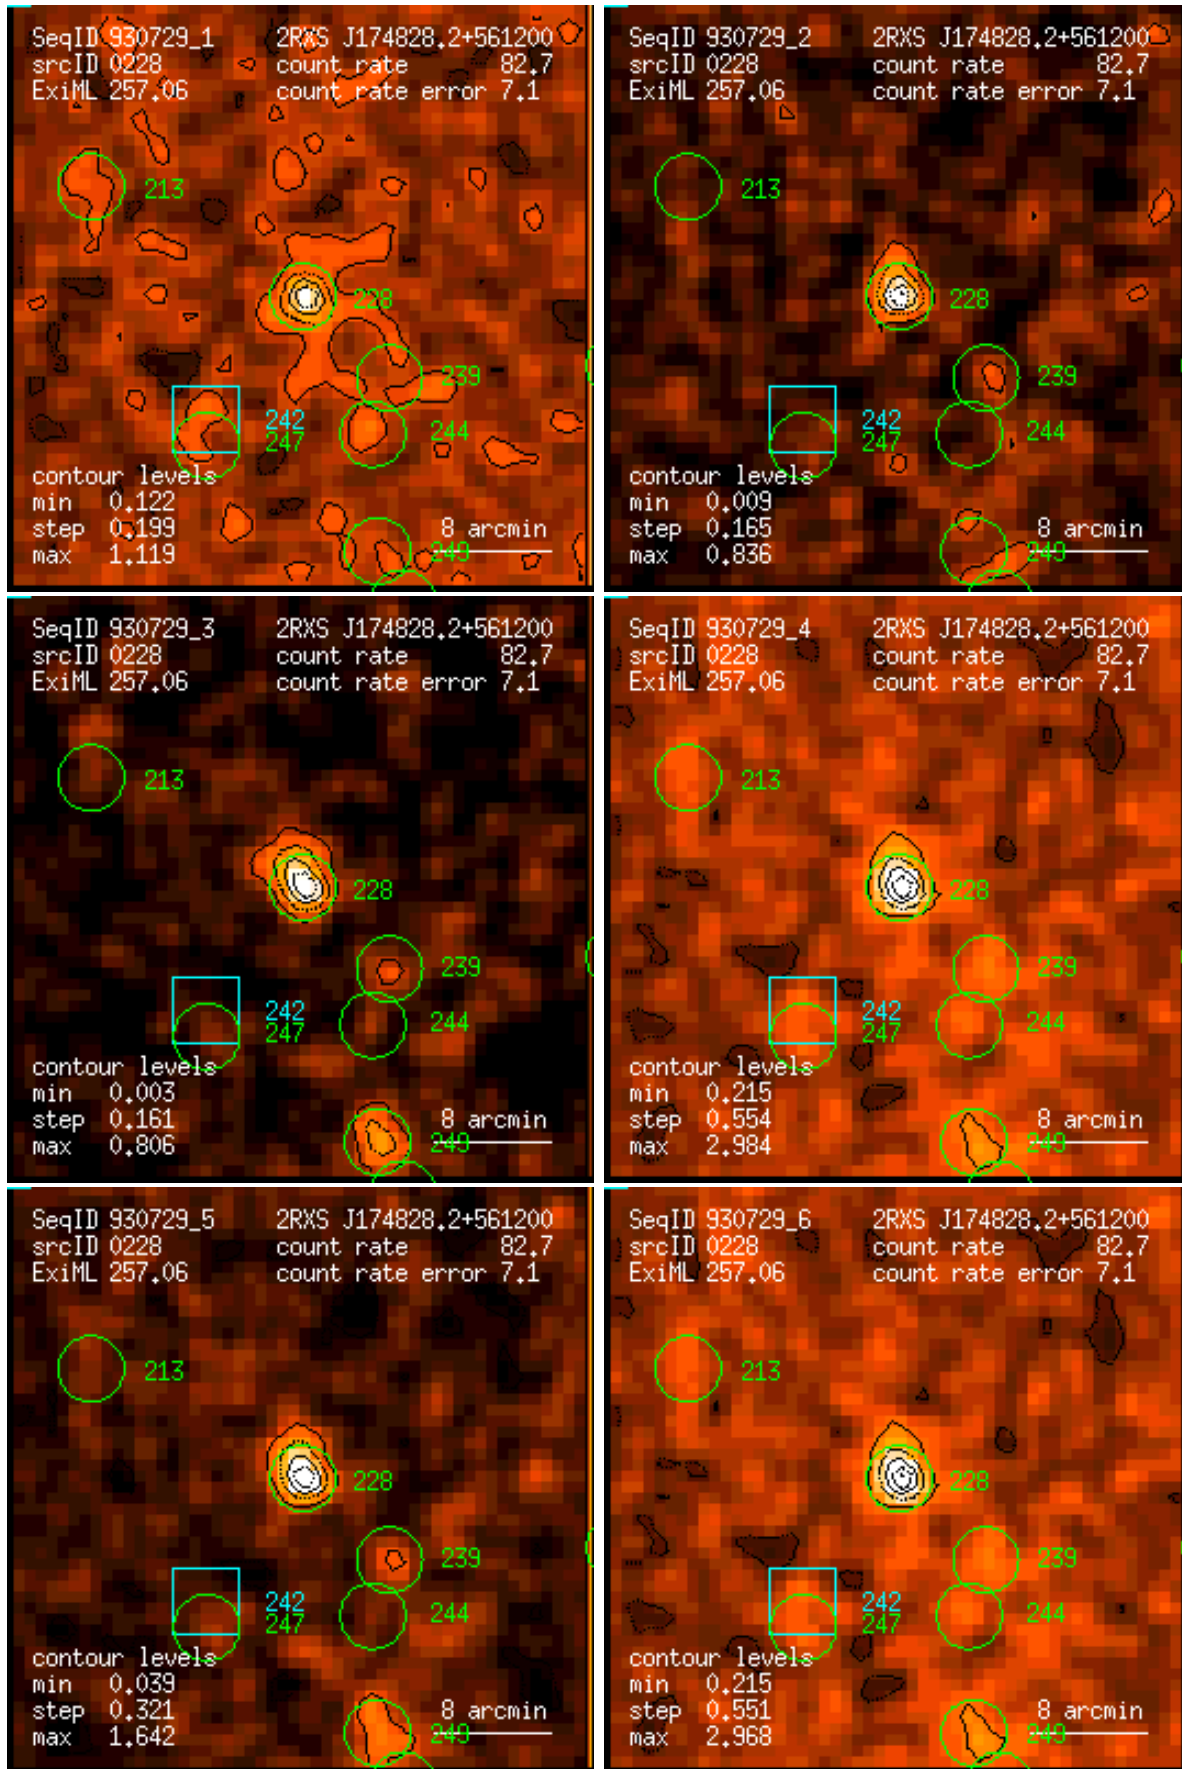 SeqID 930729_1 2RXS J174828.2+561200
srcID 0228 count rate 82.7
ExiML 257.06 count rate error 7.1
213
228
239
242
247 244
contour levels
min 0.122
step 0.199 8 arcmin
max 1.119 249
SeqID 930729_2 2RXS J174828.2+561200
srcID 0228 count rate 82.7
ExiML 257.06 count rate error 7.1
213
228
239
242
247 244
contour levels
min 0.009
step 0.165 8 arcmin
max 0.836 249
SeqID 930729_3 2RXS J174828.2+561200
srcID 0228 count rate 82.7
ExiML 257.06 count rate error 7.1
213
228
239
242
247 244
contour levels
min 0.003
step 0.161 8 arcmin
max 0.806 249
SeqID 930729_4 2RXS J174828.2+561200
srcID 0228 count rate 82.7
ExiML 257.06 count rate error 7.1
213
228
239
242
247 244
contour levels
min 0.215
step 0.554 8 arcmin
max 2.984 249
SeqID 930729_5 2RXS J174828.2+561200
srcID 0228 count rate 82.7
ExiML 257.06 count rate error 7.1
213
228
239
242
247 244
contour levels
min 0.039
step 0.321 8 arcmin
max 1.642 249
SeqID 930729_6 2RXS J174828.2+561200
srcID 0228 count rate 82.7
ExiML 257.06 count rate error 7.1
213
228
239
242
247 244
contour levels
min 0.215
step 0.551 8 arcmin
max 2.968 249